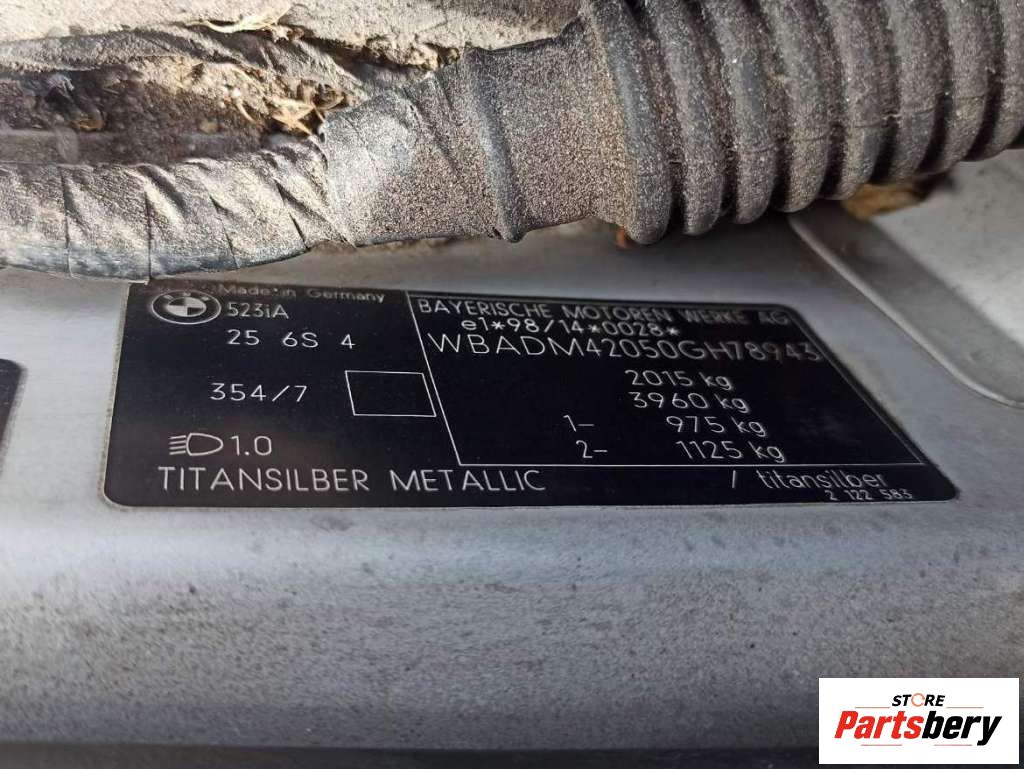 Made in Germany
BMW
523iA
25 6S 4
354/7
1.0
BAYERISCHE MOTOREN WERKE AG
e1*98/14*0028*
WBADM42050GH78943
2015 kg
3960 kg
1- 975 kg
2- 1125 kg
TITANSILBER METALLIC / titansilber
2 122 583
STORE
Partsbery